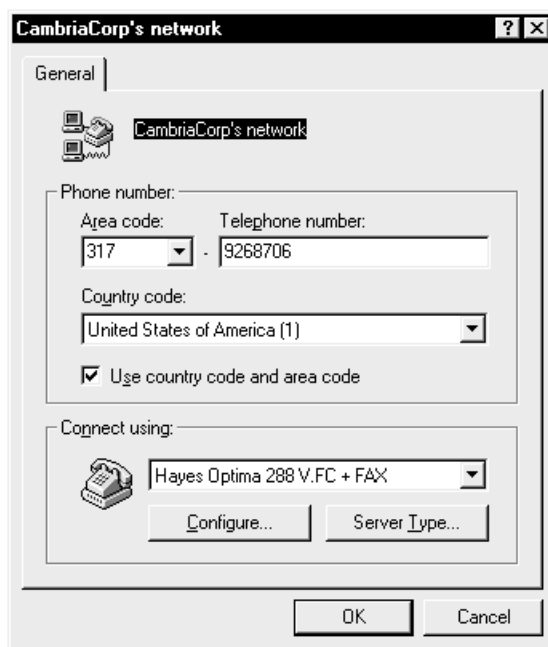 CambriaCorp's network
General
CambriaCorp's network
Phone number:
Area code: Telephone number:
317 - 9268706
Country code:
United States of America (1)
Use country code and area code
Connect using:
Hayes Optima 288 V.FC + FAX
Configure... Server Type...
OK Cancel